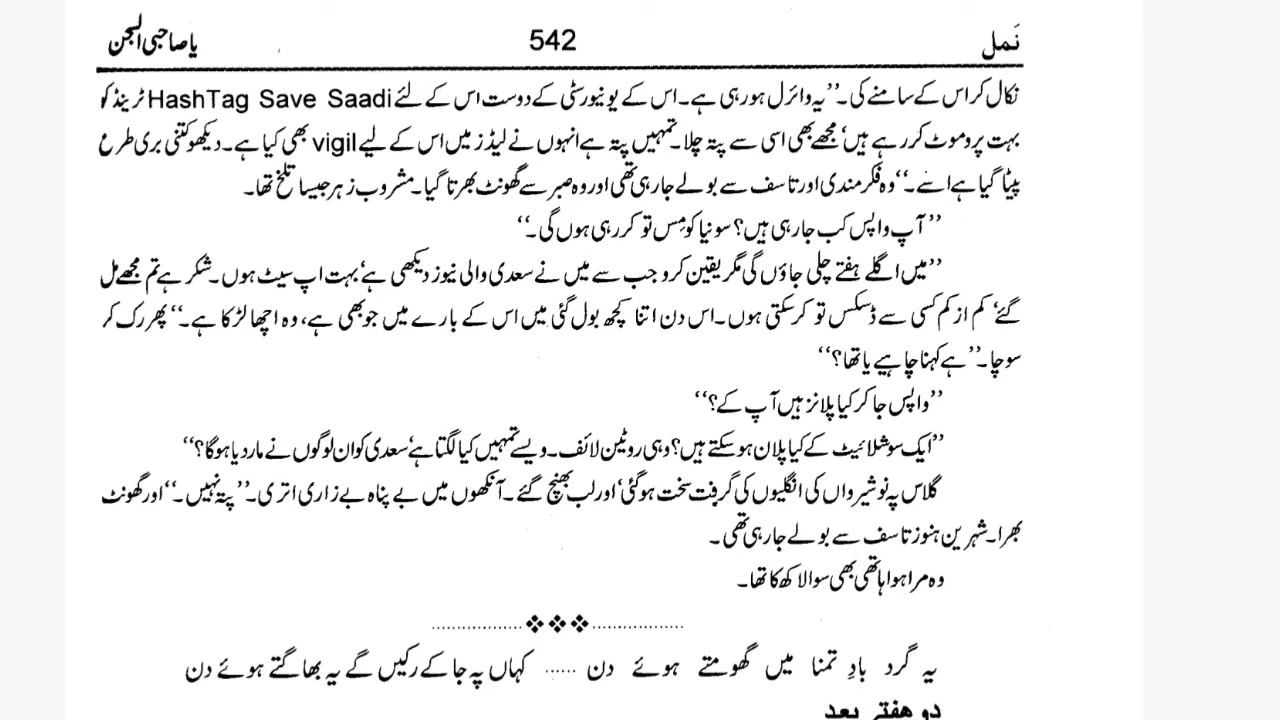 نَمل 542 یا صاحبی السجن
نکال کر اس کے سامنے کی۔ ’’یہ وائرل ہو رہی ہے۔ اس کے یونیورسٹی کے دوست اس کے لئے HashTag Save Saadi ٹرینڈ کو
بہت پروموٹ کر رہے ہیں‘ مجھے بھی اسی سے پتہ چلا۔ تمہیں پتہ ہے انہوں نے لیڈز میں اس کے لیے vigil بھی کیا ہے۔ دیکھو کتنی بری طرح
پیٹا گیا ہے اسے۔‘‘ وہ فکرمندی اور تاسف سے بولے جا رہی تھی اور وہ صبر سے گھونٹ بھرتا گیا۔ مشروب زہر جیسا تلخ تھا۔
’’آپ واپس کب جا رہی ہیں؟ سونیا کو مِس تو کر رہی ہوں گی۔‘‘
’’میں اگلے ہفتے چلی جاؤں گی مگر یقین کرو جب سے میں نے سعدی والی نیوز دیکھی ہے‘ بہت اپ سیٹ ہوں۔ شکر ہے تم مجھے مل
گئے‘ کم از کم کسی سے ڈسکس تو کر سکتی ہوں۔ اس دن اتنا کچھ بول گئی میں اس کے بارے میں جو بھی ہے، وہ اچھا لڑکا ہے۔‘‘ پھر رک کر
سوچا۔ ’’ہے کہنا چاہیے یا تھا؟‘‘
’’واپس جا کر کیا پلانز ہیں آپ کے؟‘‘
’’ایک سوشلائیٹ کے کیا پلان ہو سکتے ہیں؟ وہی روٹین لائف۔ ویسے تمہیں کیا لگتا ہے‘ سعدی کو ان لوگوں نے مار دیا ہو گا؟‘‘
گلاس پہ نوشیرواں کی انگلیوں کی گرفت سخت ہو گئی‘ اور لب بھنچ گئے۔ آنکھوں میں بے پناہ بے زاری اتری۔ ’’پتہ نہیں۔‘‘ اور گھونٹ
بھرا۔ شہرین ہنوز تاسف سے بولے جا رہی تھی۔
وہ مرا ہوا ہاتھی بھی سوا لاکھ کا تھا۔
................❖❖❖................
یہ گرد بادِ تمنا میں گھومتے ہوئے دن ...... کہاں پہ جا کے رکیں گے یہ بھاگتے ہوئے دن
دو ھفتے بعد